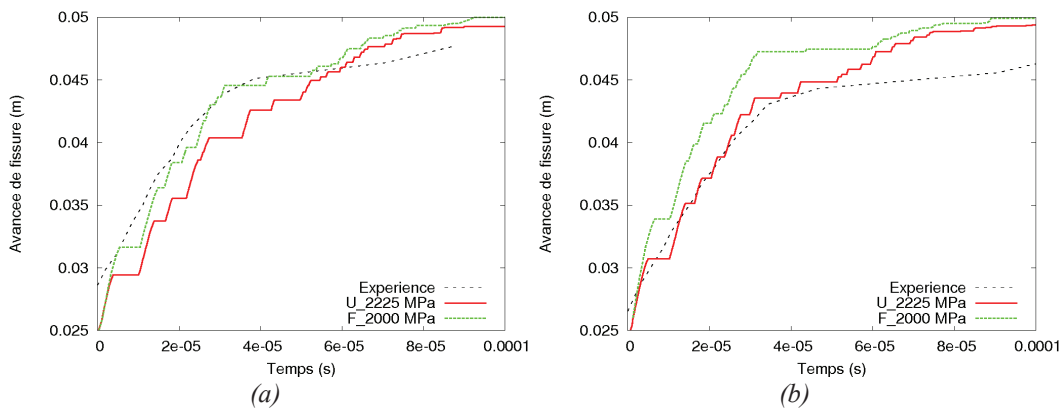 0.05
0.045
0.04
0.035
0.03
0.025
Avancee de fissure (m)
Experience
U_2225 MPa
F_2000 MPa
0 2e-05 4e-05 6e-05 8e-05 0.0001
Temps (s)
(a)
0.05
0.045
0.04
0.035
0.03
0.025
Avancee de fissure (m)
Experience
U_2225 MPa
F_2000 MPa
0 2e-05 4e-05 6e-05 8e-05 0.0001
Temps (s)
(b)